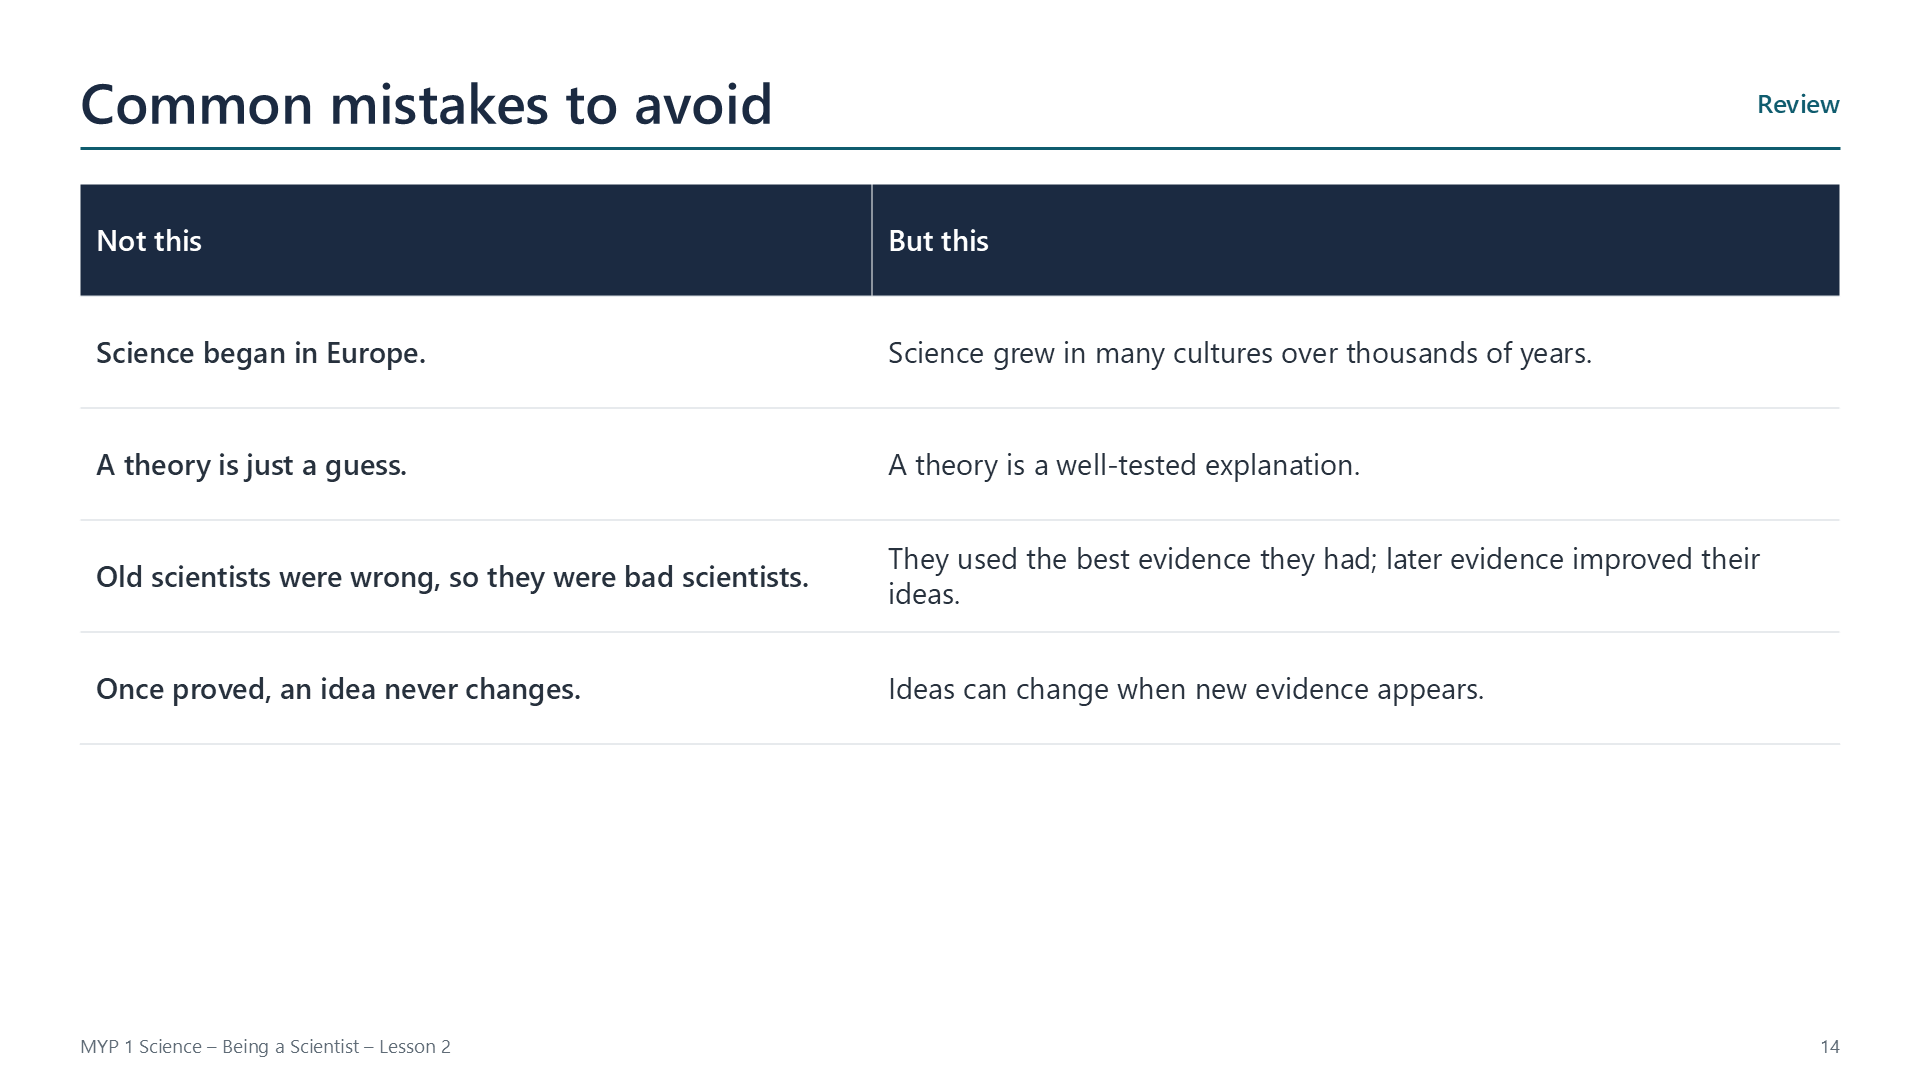 Common mistakes to avoid
Review
Not this
But this
Science began in Europe.
Science grew in many cultures over thousands of years.
A theory is just a guess.
A theory is a well-tested explanation.
Old scientists were wrong, so they were bad scientists.
They used the best evidence they had; later evidence improved their
ideas.
Once proved, an idea never changes.
Ideas can change when new evidence appears.
MYP 1 Science – Being a Scientist – Lesson 2
14